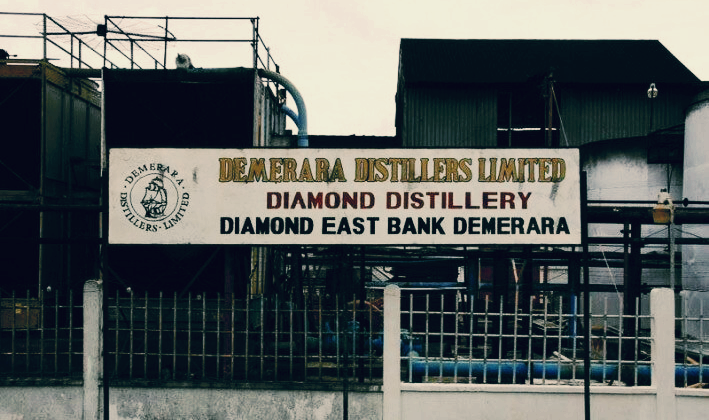 DEMERARA
DISTILLERS · LIMITED
DEMERARA DISTILLERS LIMITED
DIAMOND DISTILLERY
DIAMOND EAST BANK DEMERARA